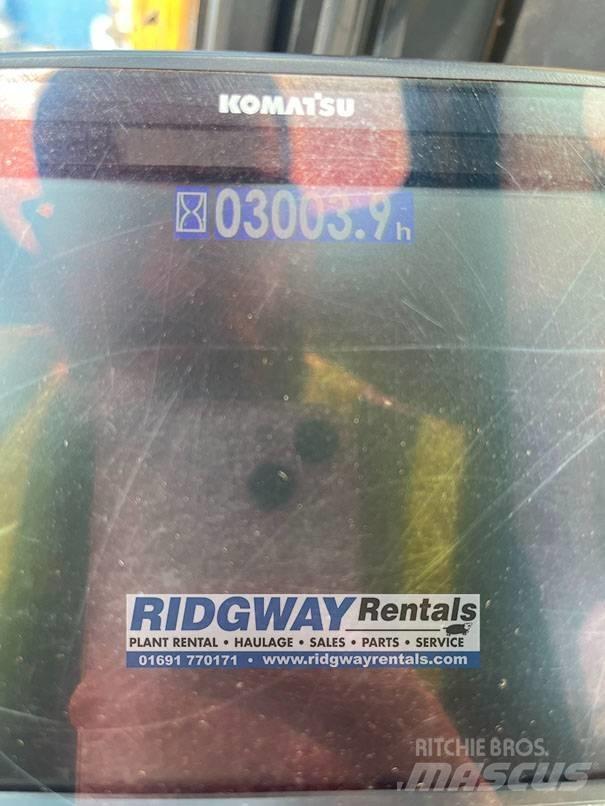 KOMATSU
03003.9h
RIDGWAY Rentals
PLANT RENTAL • HAULAGE • SALES • PARTS • SERVICE
01691 770171 • www.ridgwayrentals.com
RITCHIE BROS.
MASCUS